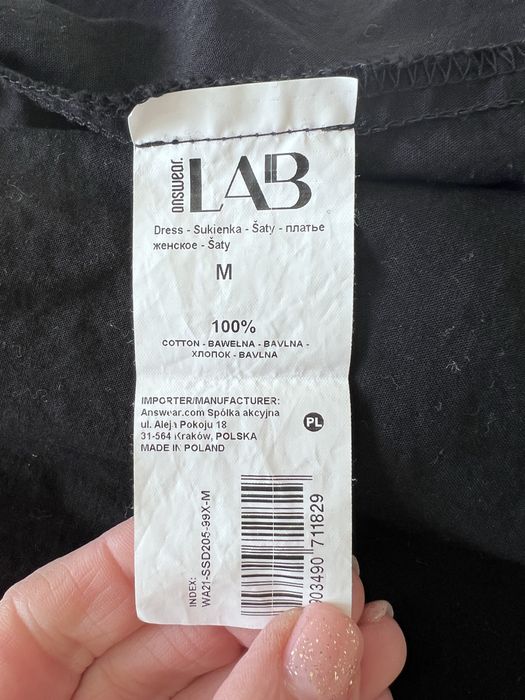 answear.
LAB
Dress - Sukienka - Šaty - платье
женское - Šaty
M
100%
COTTON - BAWEŁNA - BAVLNA -
ХЛОПОК - BAVLNA
IMPORTER/MANUFACTURER:
Answear.com Spółka akcyjna
ul. Aleja Pokoju 18
31-564 Kraków, POLSKA
MADE IN POLAND
PL
INDEX:
WA21-SSD205-99X-M
903490 711829